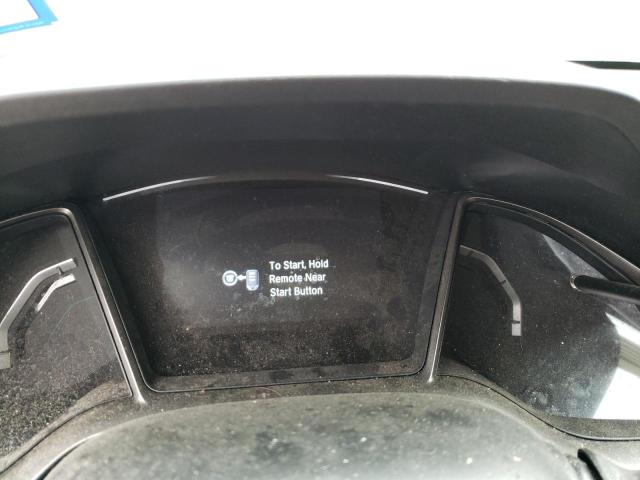 To Start, Hold
Remote Near
Start Button